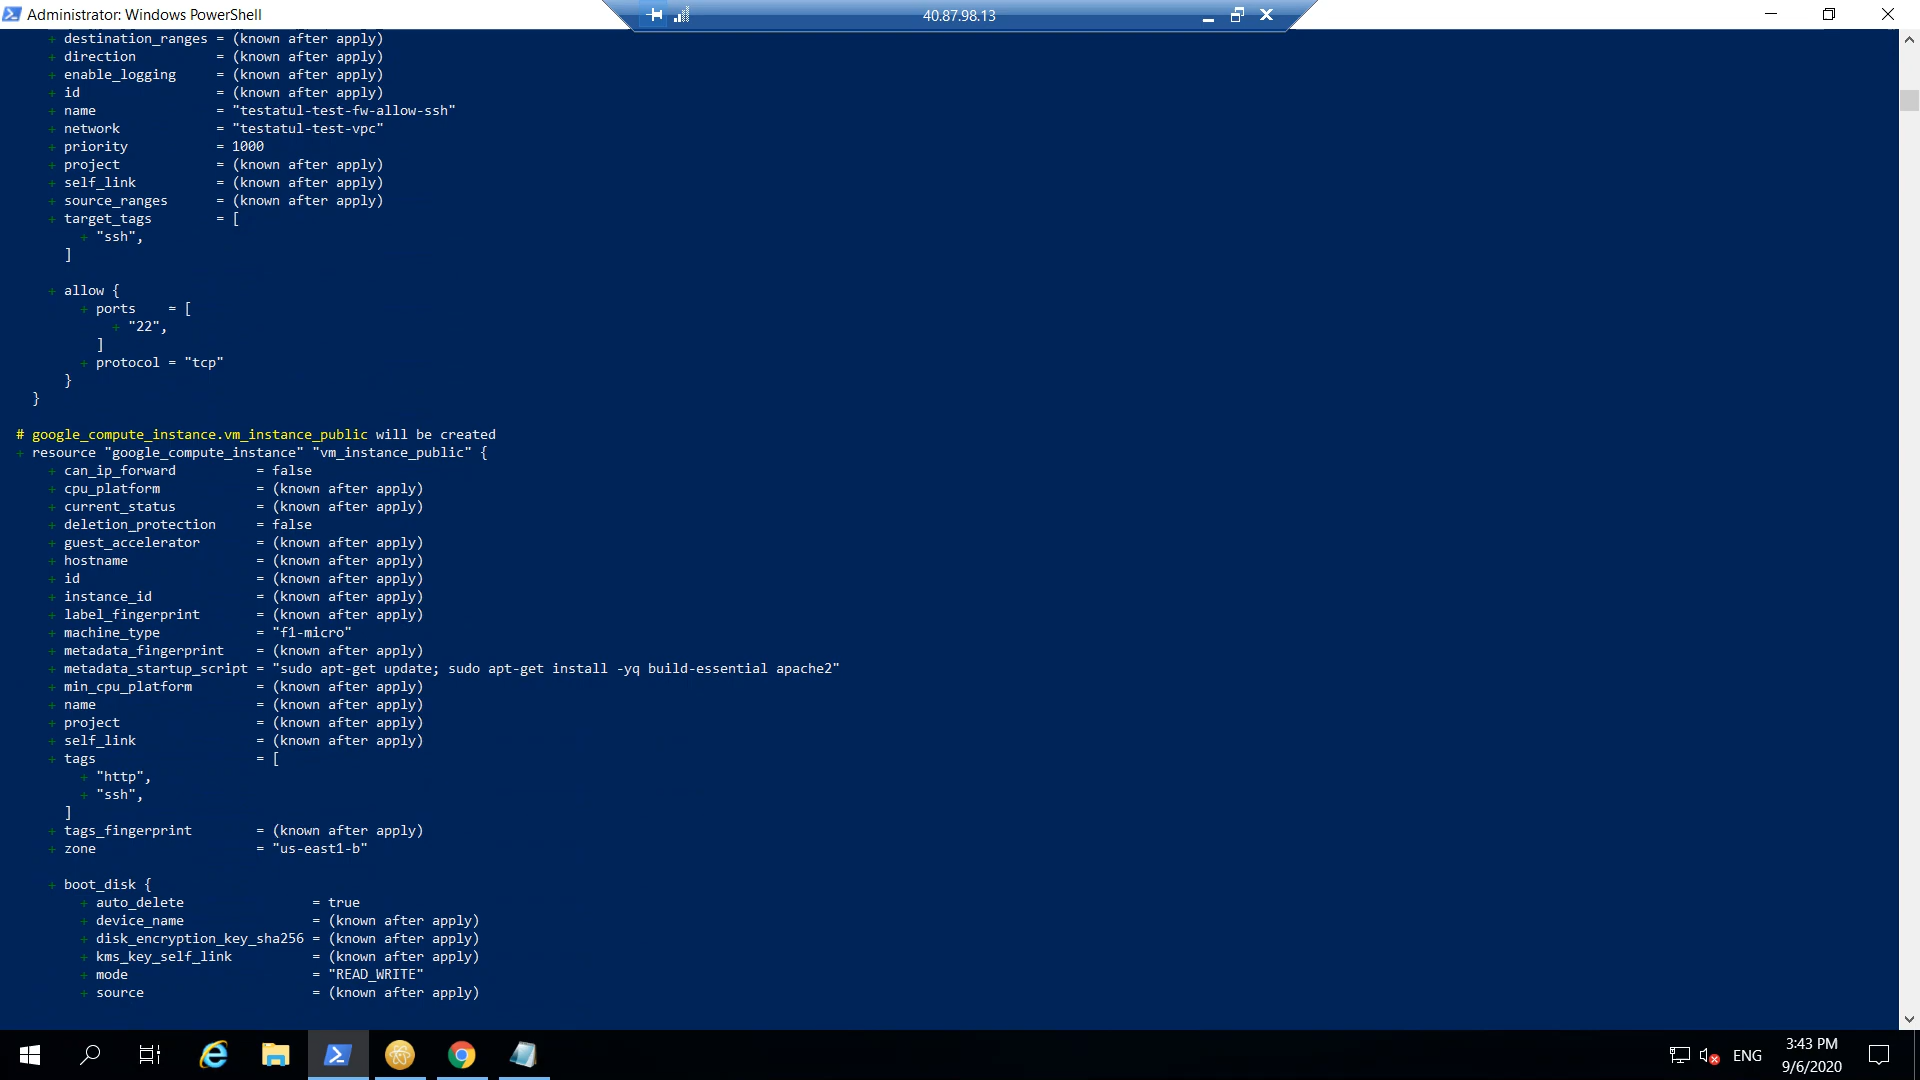 Administrator: Windows PowerShell
40.87.98.13
+ destination_ranges = (known after apply)
+ direction = (known after apply)
+ enable_logging = (known after apply)
+ id = (known after apply)
+ name = "testatul-test-fw-allow-ssh"
+ network = "testatul-test-vpc"
+ priority = 1000
+ project = (known after apply)
+ self_link = (known after apply)
+ source_ranges = (known after apply)
+ target_tags = [
+ "ssh",
]
+ allow {
+ ports = [
+ "22",
]
+ protocol = "tcp"
}
}
# google_compute_instance.vm_instance_public will be created
+ resource "google_compute_instance" "vm_instance_public" {
+ can_ip_forward = false
+ cpu_platform = (known after apply)
+ current_status = (known after apply)
+ deletion_protection = false
+ guest_accelerator = (known after apply)
+ hostname = (known after apply)
+ id = (known after apply)
+ instance_id = (known after apply)
+ label_fingerprint = (known after apply)
+ machine_type = "f1-micro"
+ metadata_fingerprint = (known after apply)
+ metadata_startup_script = "sudo apt-get update; sudo apt-get install -yq build-essential apache2"
+ min_cpu_platform = (known after apply)
+ name = (known after apply)
+ project = (known after apply)
+ self_link = (known after apply)
+ tags = [
+ "http",
+ "ssh",
]
+ tags_fingerprint = (known after apply)
+ zone = "us-east1-b"
+ boot_disk {
+ auto_delete = true
+ device_name = (known after apply)
+ disk_encryption_key_sha256 = (known after apply)
+ kms_key_self_link = (known after apply)
+ mode = "READ_WRITE"
+ source = (known after apply)
ENG
3:43 PM
9/6/2020